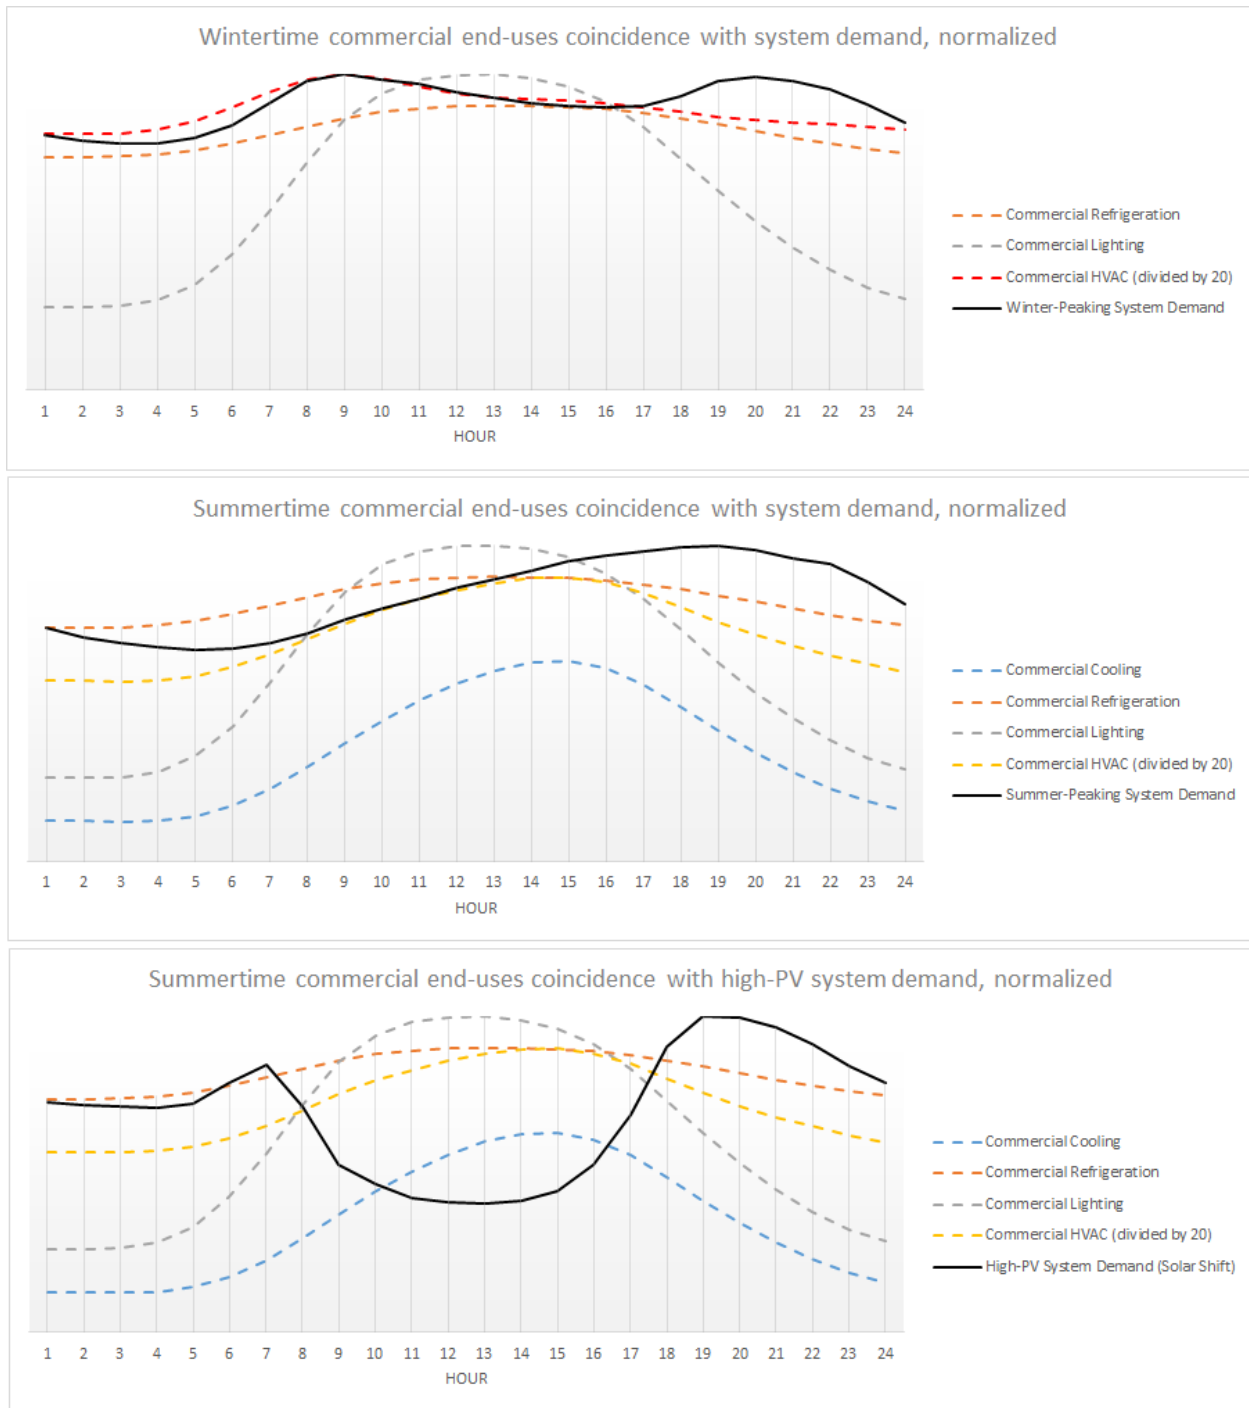 Wintertime commercial end-uses coincidence with system demand, normalized
Commercial Refrigeration
Commercial Lighting
Commercial HVAC (divided by 20)
Winter-Peaking System Demand
1 2 3 4 5 6 7 8 9 10 11 12 13 14 15 16 17 18 19 20 21 22 23 24
HOUR
Summertime commercial end-uses coincidence with system demand, normalized
Commercial Cooling
Commercial Refrigeration
Commercial Lighting
Commercial HVAC (divided by 20)
Summer-Peaking System Demand
1 2 3 4 5 6 7 8 9 10 11 12 13 14 15 16 17 18 19 20 21 22 23 24
HOUR
Summertime commercial end-uses coincidence with high-PV system demand, normalized
Commercial Cooling
Commercial Refrigeration
Commercial Lighting
Commercial HVAC (divided by 20)
High-PV System Demand (Solar Shift)
1 2 3 4 5 6 7 8 9 10 11 12 13 14 15 16 17 18 19 20 21 22 23 24
HOUR